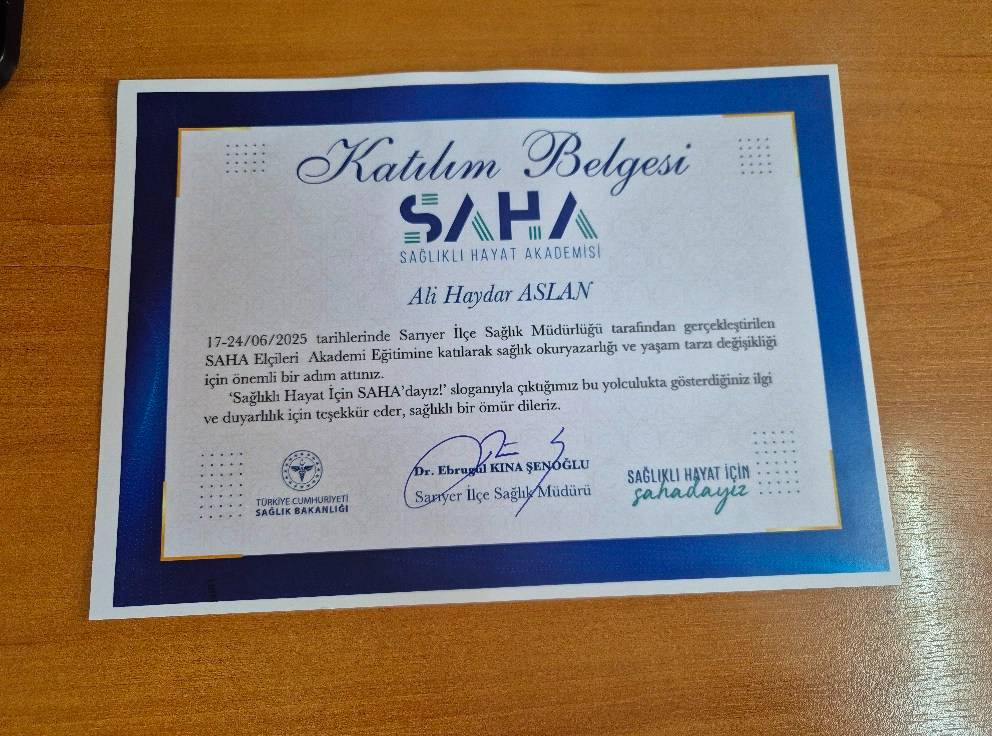 Katılım Belgesi
SAHA
SAĞLIKLI HAYAT AKADEMİSİ
Ali Haydar ASLAN
17-24/06/2025 tarihlerinde Sarıyer İlçe Sağlık Müdürlüğü tarafından gerçekleştirilen
SAHA Elçileri Akademi Eğitimine katılarak sağlık okuryazarlığı ve yaşam tarzı değişikliği
için önemli bir adım attınız.
‘Sağlıklı Hayat İçin SAHA’dayız!’ sloganıyla çıktığımız bu yolculukta gösterdiğiniz ilgi
ve duyarlılık için teşekkür eder, sağlıklı bir ömür dileriz.
Dr. Ebrugül KINA ŞENOĞLU
Sarıyer İlçe Sağlık Müdürü
TÜRKİYE CUMHURİYETİ
SAĞLIK BAKANLIĞI
SAĞLIKLI HAYAT İÇİN
sahadayız